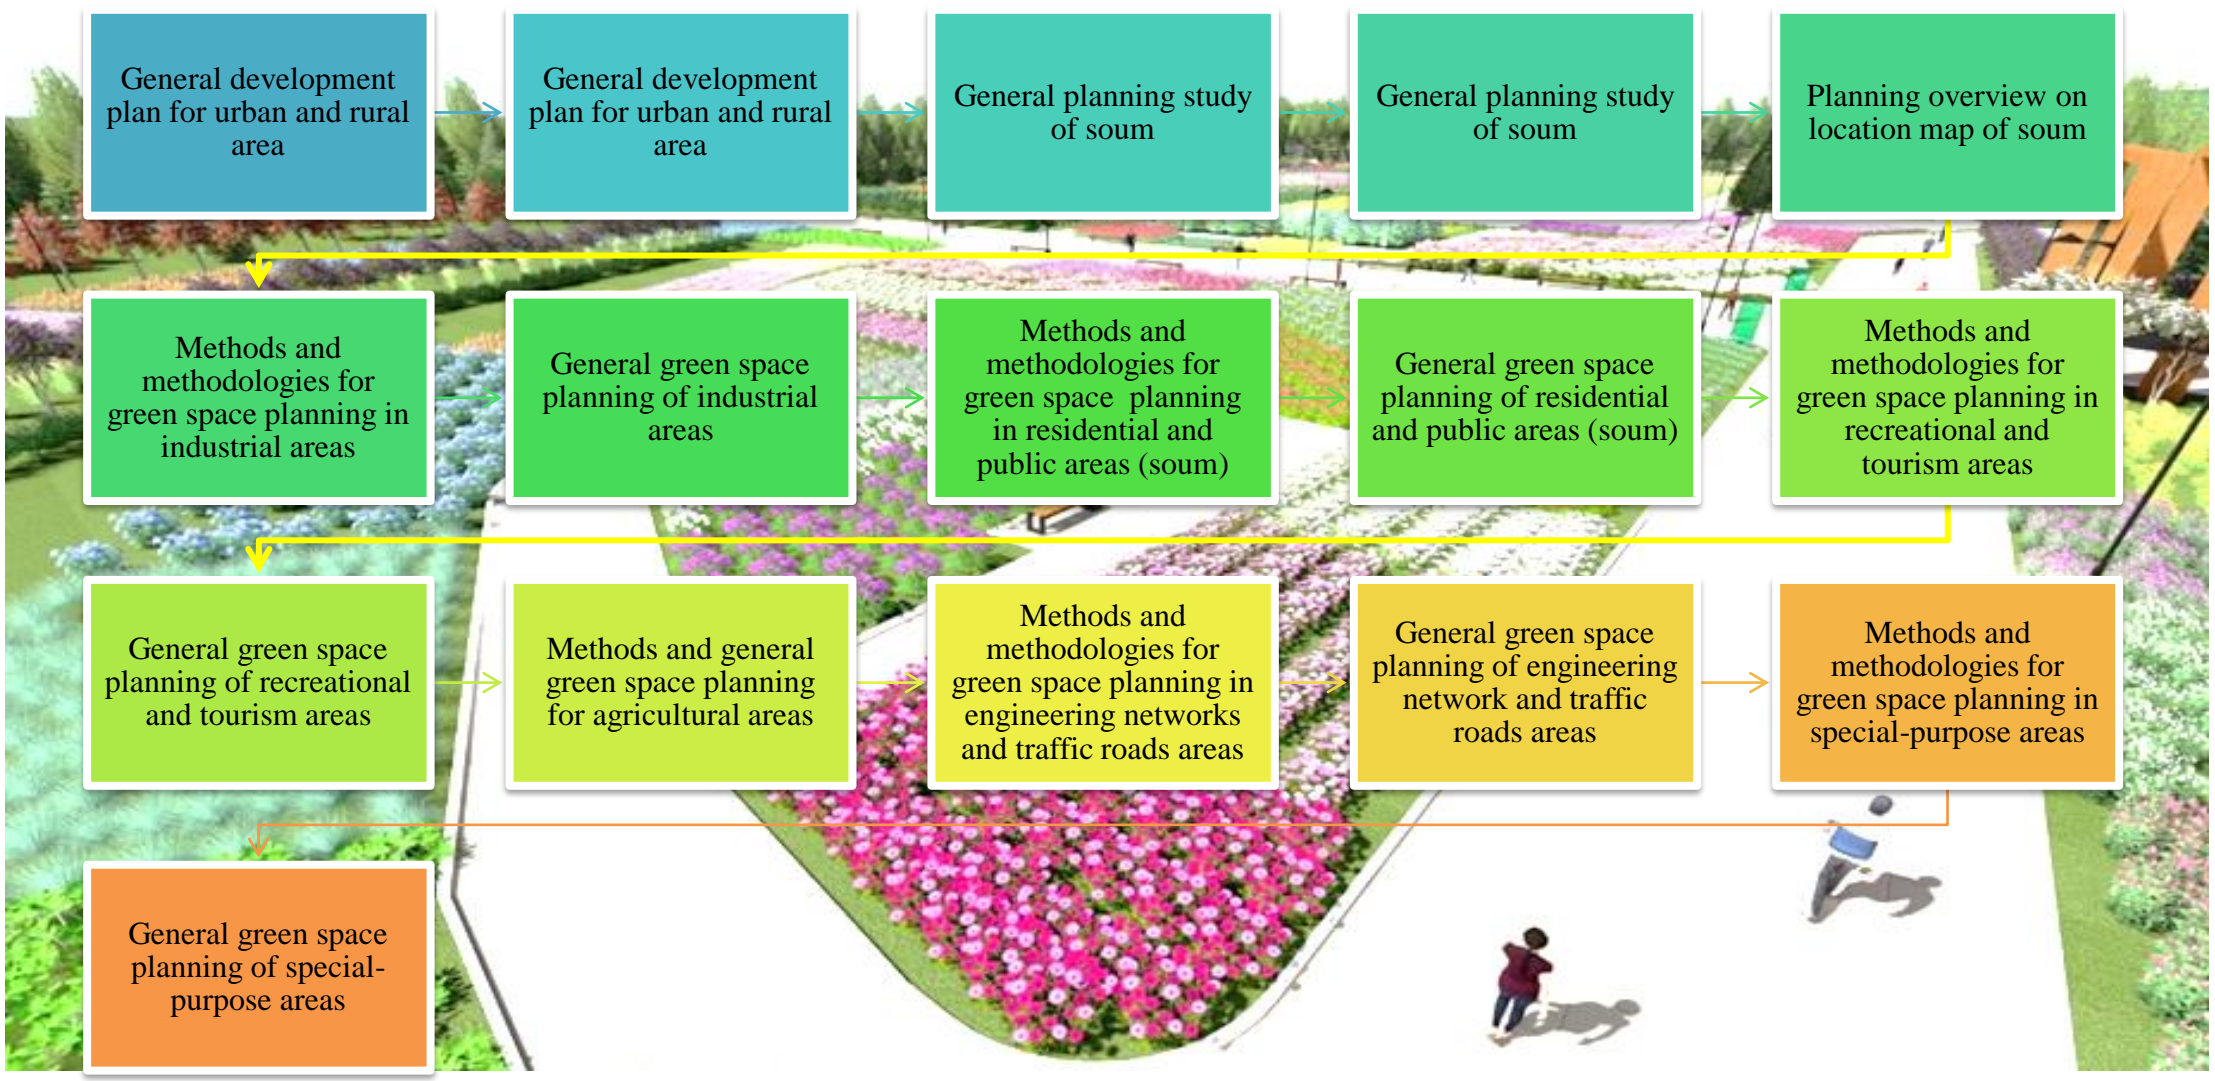 General development
plan for urban and rural
area
General development
plan for urban and rural
area
General planning study
of soum
General planning study
of soum
Planning overview on
location map of soum
Methods and
methodologies for
green space planning in
industrial areas
General green space
planning of industrial
areas
Methods and
methodologies for
green space planning
in residential and
public areas (soum)
General green space
planning of residential
and public areas (soum)
Methods and
methodologies for
green space planning in
recreational and
tourism areas
General green space
planning of recreational
and tourism areas
Methods and general
green space planning
for agricultural areas
Methods and
methodologies for
green space planning in
engineering networks
and traffic roads areas
General green space
planning of engineering
network and traffic
roads areas
Methods and
methodologies for
green space planning in
special-purpose areas
General green space
planning of special-
purpose areas